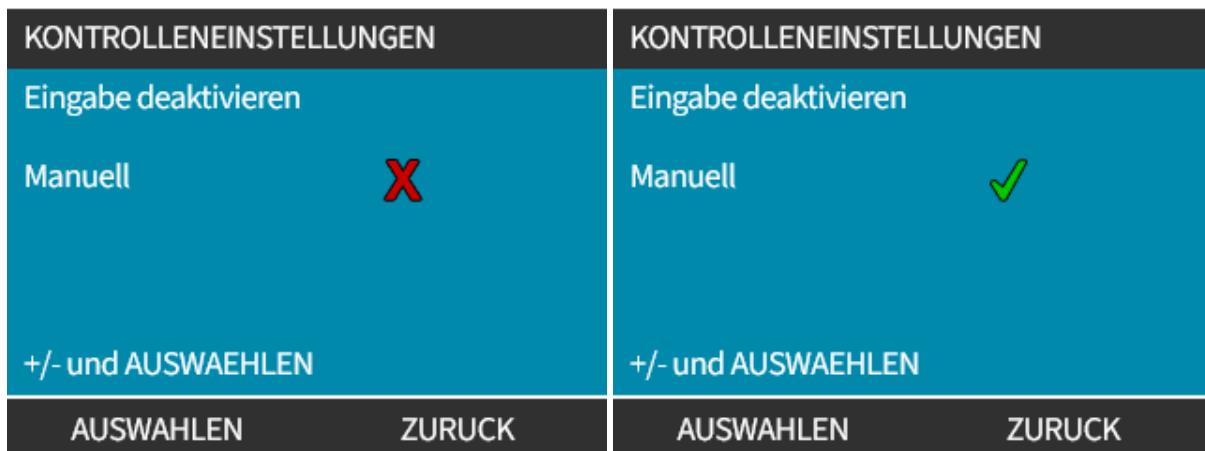 KONTROLLENEINSTELLUNGEN
Eingabe deaktivieren
Manuell
+/- und AUSWAEHLEN
AUSWAHLEN ZURUCK
KONTROLLENEINSTELLUNGEN
Eingabe deaktivieren
Manuell
+/- und AUSWAEHLEN
AUSWAHLEN ZURUCK